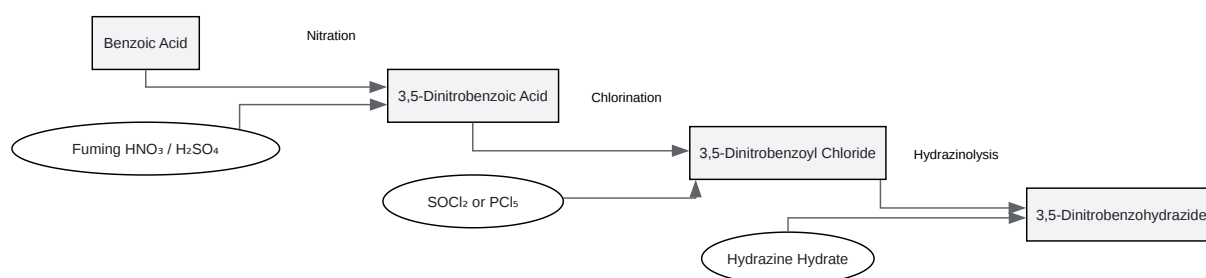 Benzoic Acid
Nitration
Fuming HNO₃ / H₂SO₄
3,5-Dinitrobenzoic Acid
Chlorination
SOCl₂ or PCl₅
3,5-Dinitrobenzoyl Chloride
Hydrazinolysis
Hydrazine Hydrate
3,5-Dinitrobenzohydrazide